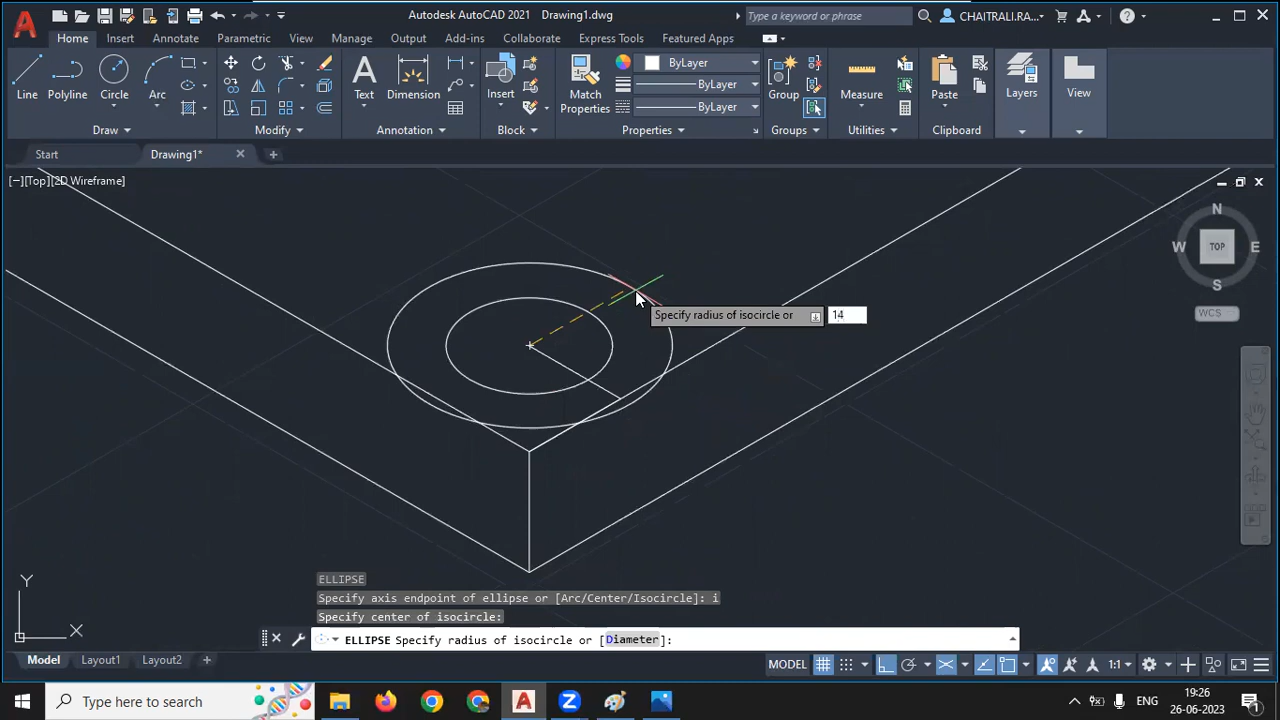 Autodesk AutoCAD 2021 Drawing1.dwg
Type a keyword or phrase
CHAITRALI.RA...
Home Insert Annotate Parametric View Manage Output Add-ins Collaborate Express Tools Featured Apps
Line Polyline Circle Arc
Text Dimension
Insert
Match Properties
ByLayer
ByLayer
ByLayer
Group
Measure
Paste
Layers
View
Draw Modify Annotation Block Properties Groups Utilities Clipboard
Start Drawing1*
[−][Top][2D Wireframe]
N
W TOP E
S
WCS
Specify radius of isocircle or 14
Y
X
ELLIPSE
Specify axis endpoint of ellipse or [Arc/Center/Isocircle]: i
Specify center of isocircle:
ELLIPSE Specify radius of isocircle or [Diameter]:
Model Layout1 Layout2
MODEL 1:1
Type here to search
ENG
19:26
26-06-2023
1